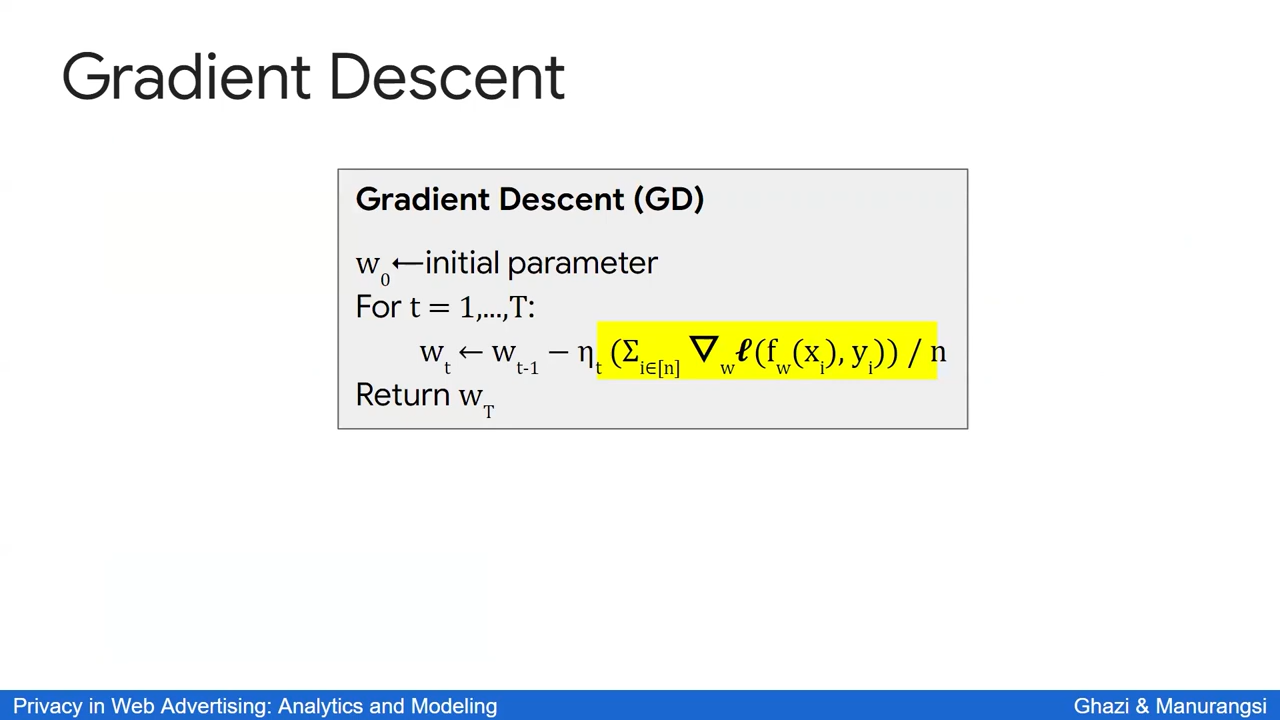 Gradient Descent
Gradient Descent (GD)
w₀←initial parameter
For t = 1,...,T:
wₜ ← wₜ₋₁ − ηₜ (Σᵢ∈[n] ∇wℓ(fw(xᵢ), yᵢ)) / n
Return w_T
Privacy in Web Advertising: Analytics and Modeling
Ghazi & Manurangsi